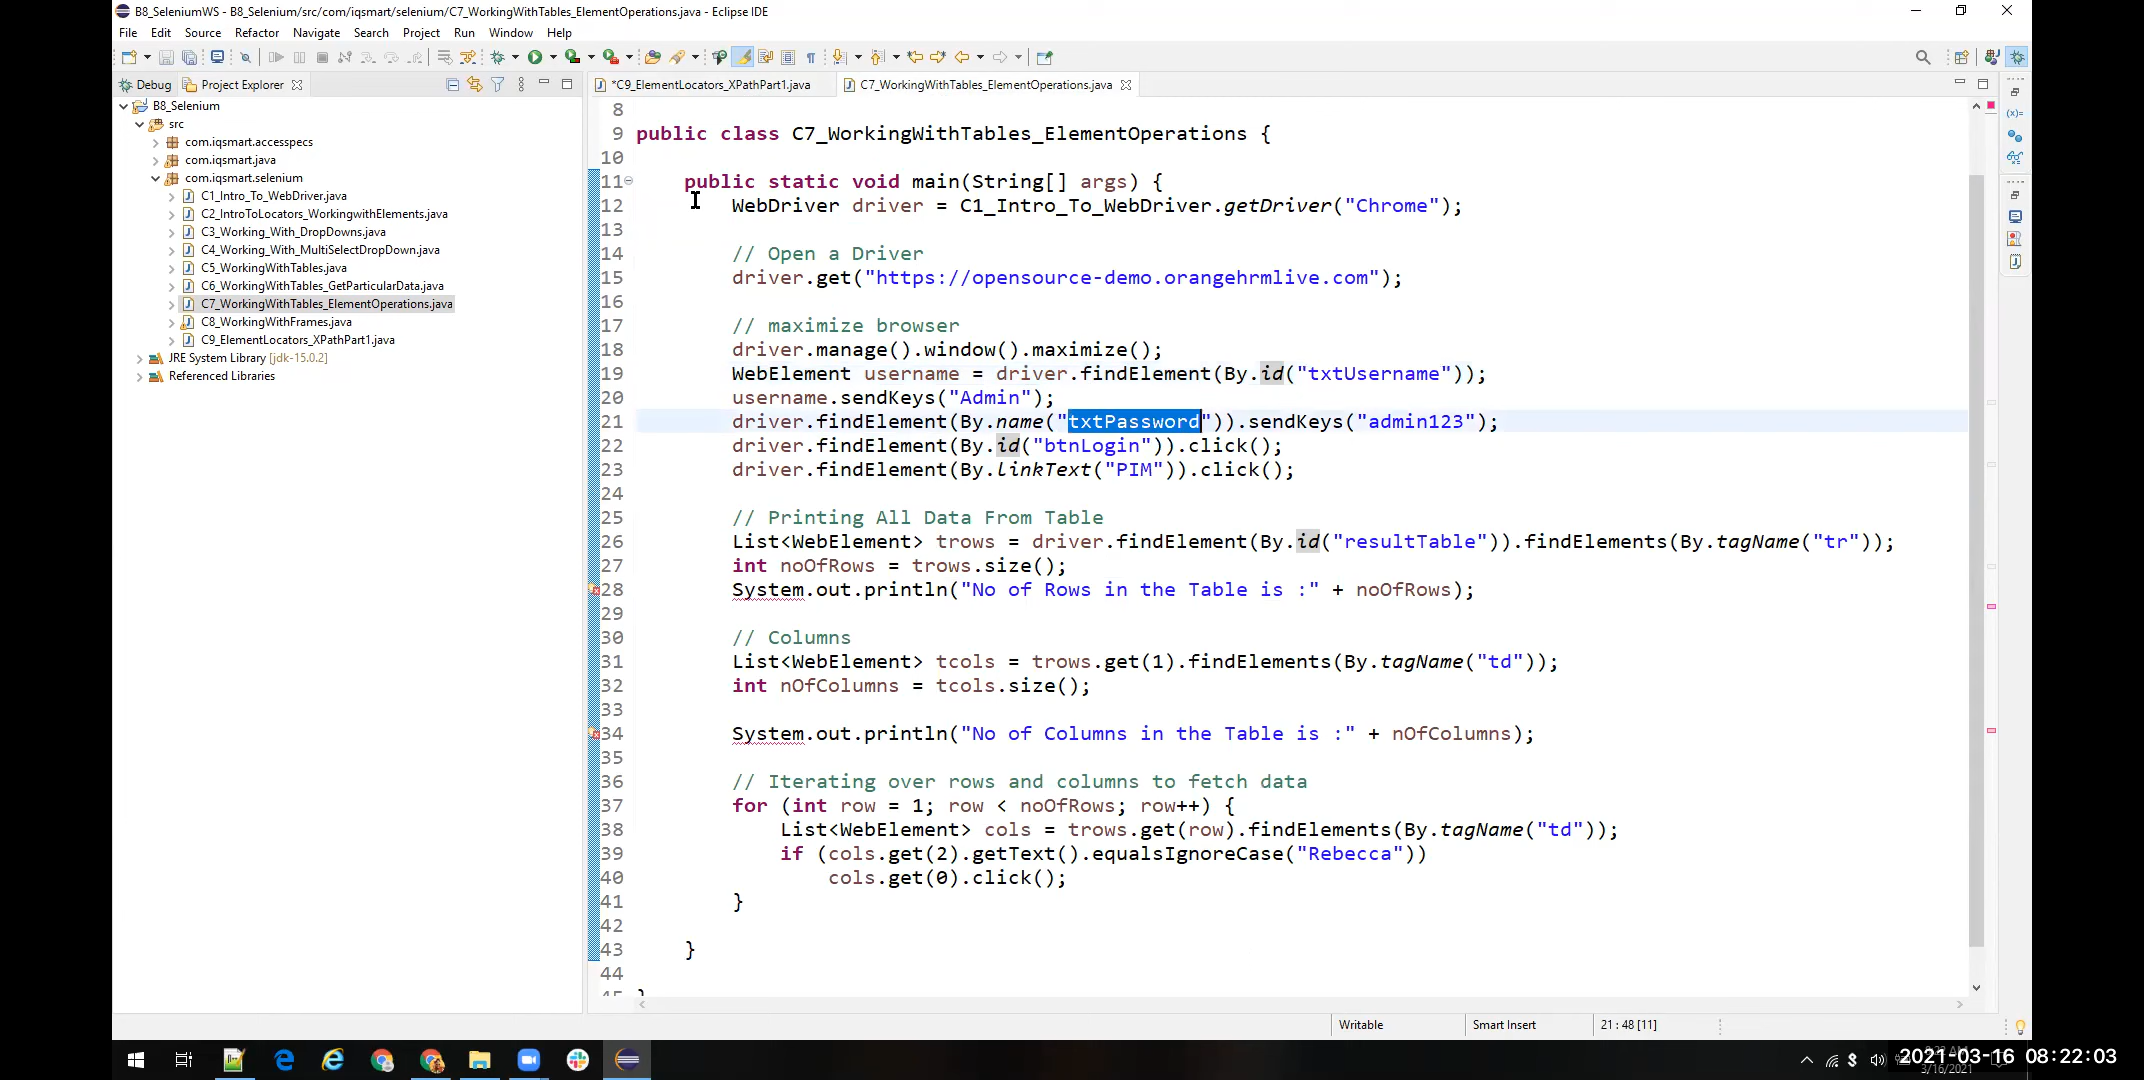 B8_SeleniumWS - B8_Selenium/src/com/iqsmart/selenium/C7_WorkingWithTables_ElementOperations.java - Eclipse IDE
File Edit Source Refactor Navigate Search Project Run Window Help
Debug Project Explorer
*C9_ElementLocators_XPathPart1.java C7_WorkingWithTables_ElementOperations.java
B8_Selenium
src
com.iqsmart.accesspecs
com.iqsmart.java
com.iqsmart.selenium
C1_Intro_To_WebDriver.java
C2_IntroToLocators_WorkingwithElements.java
C3_Working_With_DropDowns.java
C4_Working_With_MultiSelectDropDown.java
C5_WorkingWithTables.java
C6_WorkingWithTables_GetParticularData.java
C7_WorkingWithTables_ElementOperations.java
C8_WorkingWithFrames.java
C9_ElementLocators_XPathPart1.java
JRE System Library [jdk-15.0.2]
Referenced Libraries
8
9 public class C7_WorkingWithTables_ElementOperations {
10
11 public static void main(String[] args) {
12 WebDriver driver = C1_Intro_To_WebDriver.getDriver("Chrome");
13
14 // Open a Driver
15 driver.get("https://opensource-demo.orangehrmlive.com");
16
17 // maximize browser
18 driver.manage().window().maximize();
19 WebElement username = driver.findElement(By.id("txtUsername"));
20 username.sendKeys("Admin");
21 driver.findElement(By.name("txtPassword")).sendKeys("admin123");
22 driver.findElement(By.id("btnLogin")).click();
23 driver.findElement(By.linkText("PIM")).click();
24
25 // Printing All Data From Table
26 List<WebElement> trows = driver.findElement(By.id("resultTable")).findElements(By.tagName("tr"));
27 int noOfRows = trows.size();
28 System.out.println("No of Rows in the Table is :" + noOfRows);
29
30 // Columns
31 List<WebElement> tcols = trows.get(1).findElements(By.tagName("td"));
32 int nOfColumns = tcols.size();
33
34 System.out.println("No of Columns in the Table is :" + nOfColumns);
35
36 // Iterating over rows and columns to fetch data
37 for (int row = 1; row < noOfRows; row++) {
38 List<WebElement> cols = trows.get(row).findElements(By.tagName("td"));
39 if (cols.get(2).getText().equalsIgnoreCase("Rebecca"))
40 cols.get(0).click();
41 }
42
43 }
44
Writable Smart Insert 21 : 48 [11]
2021-03-16 08:22:03
3/16/2021